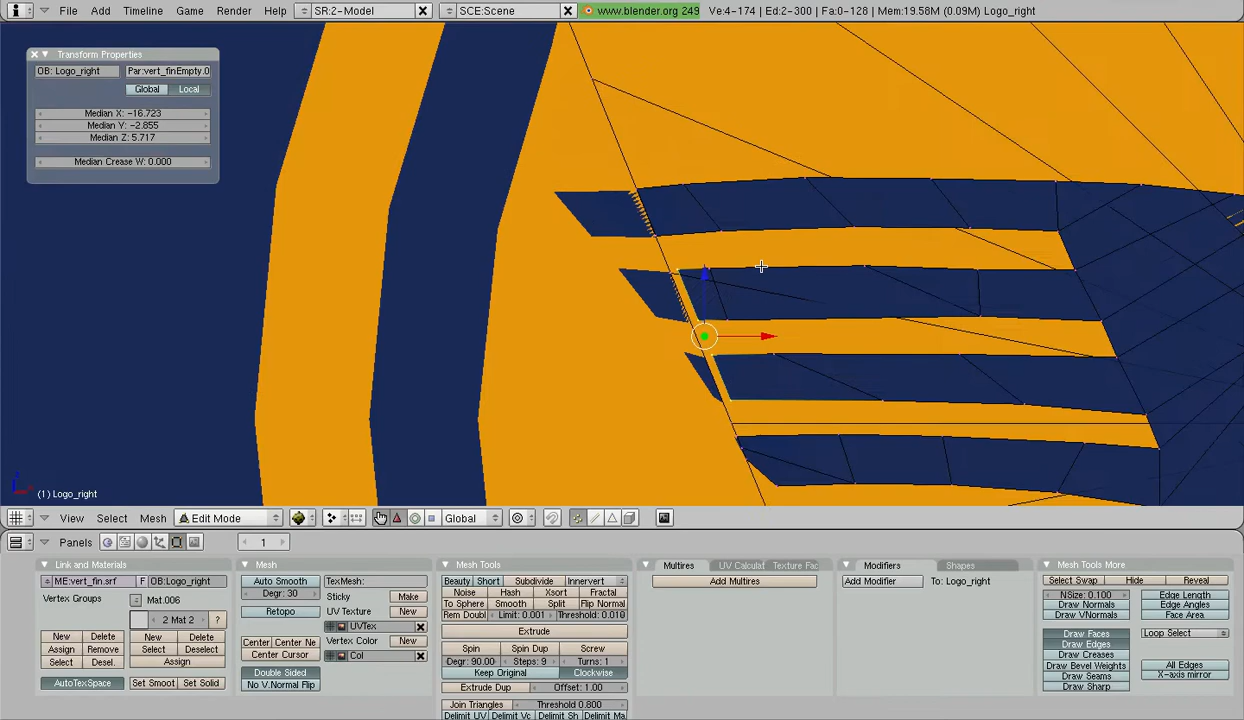 File Add Timeline Game Render Help SR:2-Model SCE:Scene www.blender.org 249 Ve:4-174 | Ed:2-300 | Fa:0-128 | Mem:19.58M (0.09M) Logo_right
Transform Properties
OB: Logo_right Par:vert_finEmpty.0
Global Local
Median X: -16.723
Median Y: -2.855
Median Z: 5.717
Median Crease W: 0.000
(1) Logo_right
View Select Mesh Edit Mode Global
Panels 1
Link and Materials
ME:vert_fin.srf F OB:Logo_right
Vertex Groups
Mat.006
2 Mat 2 ?
New Delete New Delete
Assign Remove Select Deselect
Select Desel. Assign
AutoTexSpace Set Smoot Set Solid
Mesh
Auto Smooth TexMesh:
Degr: 30 Sticky Make
Retopo UV Texture New
UVTex
Center Center Ne Vertex Color New
Center Cursor Col
Double Sided
No V.Normal Flip
Mesh Tools
Beauty Short Subdivide Innervert
Noise Hash Xsort Fractal
To Sphere Smooth Split Flip Normal
Rem Doubl Limit: 0.001 Threshold: 0.010
Extrude
Spin Spin Dup Screw
Degr: 90.00 Steps: 9 Turns: 1
Keep Original Clockwise
Extrude Dup Offset: 1.00
Join Triangles Threshold 0.800
Delimit UV Delimit Vc Delimit Sh Delimit Ma
Multires UV Calculat Texture Fac
Add Multires
Modifiers Shapes
Add Modifier To: Logo_right
Mesh Tools More
Select Swap Hide Reveal
NSize: 0.100 Edge Length
Draw Normals Edge Angles
Draw VNormals Face Area
Draw Faces Loop Select
Draw Edges
Draw Creases
Draw Bevel Weights All Edges
Draw Seams X-axis mirror
Draw Sharp